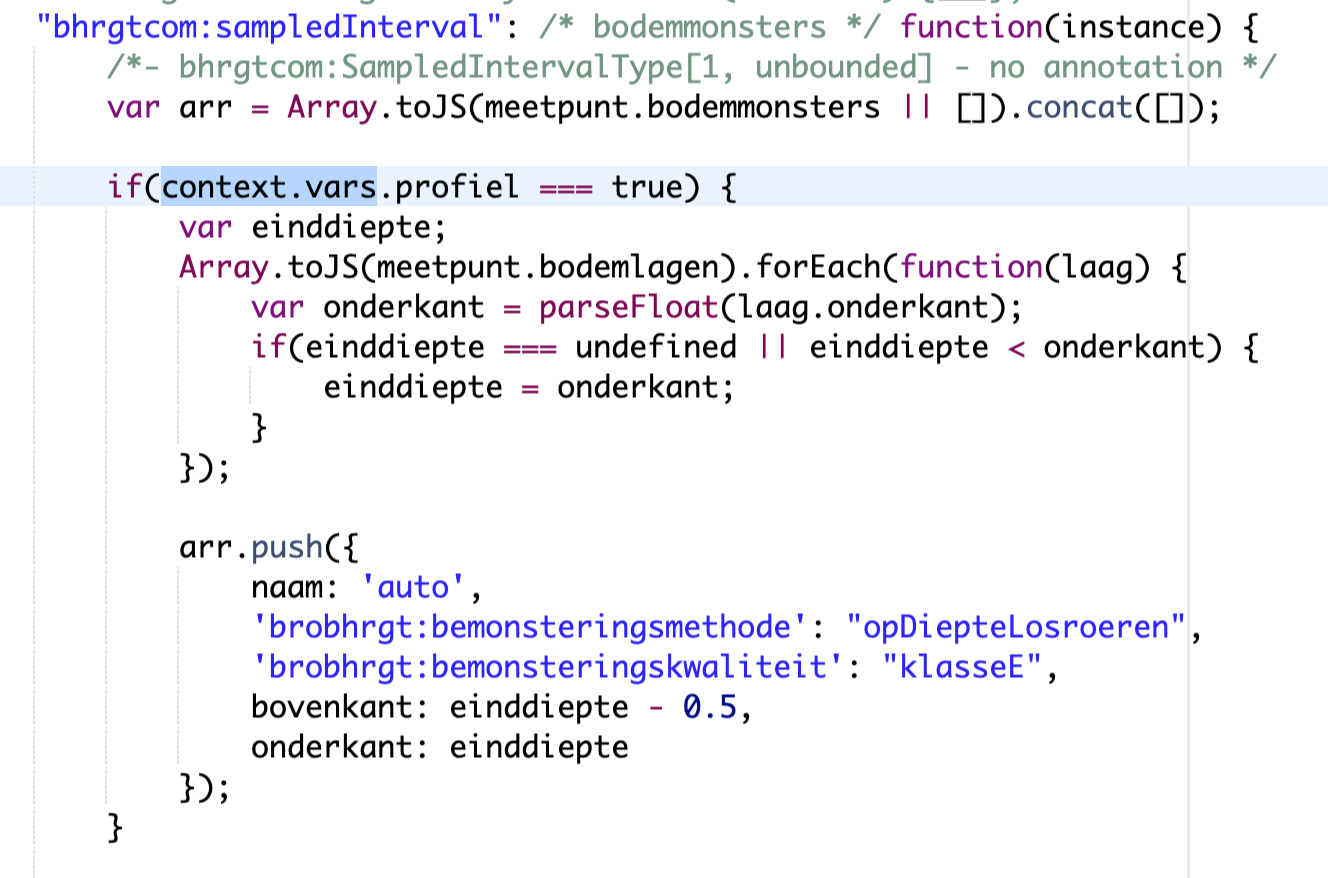 "bhrgtcom:sampledInterval": /* bodemmonsters */ function(instance) {
/*- bhrgtcom:SampledIntervalType[1, unbounded] - no annotation */
var arr = Array.toJS(meetpunt.bodemmonsters || []).concat([]);
if(context.vars.profiel === true) {
var einddiepte;
Array.toJS(meetpunt.bodemlagen).forEach(function(laag) {
var onderkant = parseFloat(laag.onderkant);
if(einddiepte === undefined || einddiepte < onderkant) {
einddiepte = onderkant;
}
});
arr.push({
naam: 'auto',
'brobhrgt:bemonsteringsmethode': "opDiepteLosroeren",
'brobhrgt:bemonsteringskwaliteit': "klasseE",
bovenkant: einddiepte - 0.5,
onderkant: einddiepte
});
}